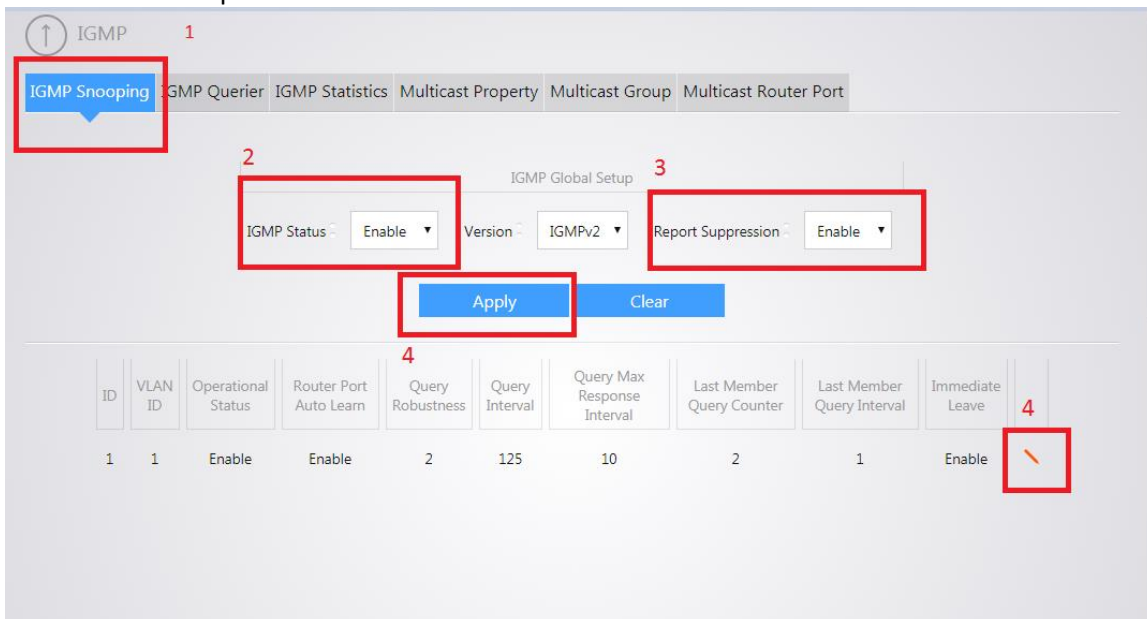 IGMP 1
IGMP Snooping IGMP Querier IGMP Statistics Multicast Property Multicast Group Multicast Router Port
2
IGMP Global Setup 3
IGMP Status Enable Version IGMPv2 Report Suppression Enable
Apply Clear
4
ID VLAN ID Operational Status Router Port Auto Learn Query Robustness Query Interval Query Max Response Interval Last Member Query Counter Last Member Query Interval Immediate Leave 4
1 1 Enable Enable 2 125 10 2 1 Enable